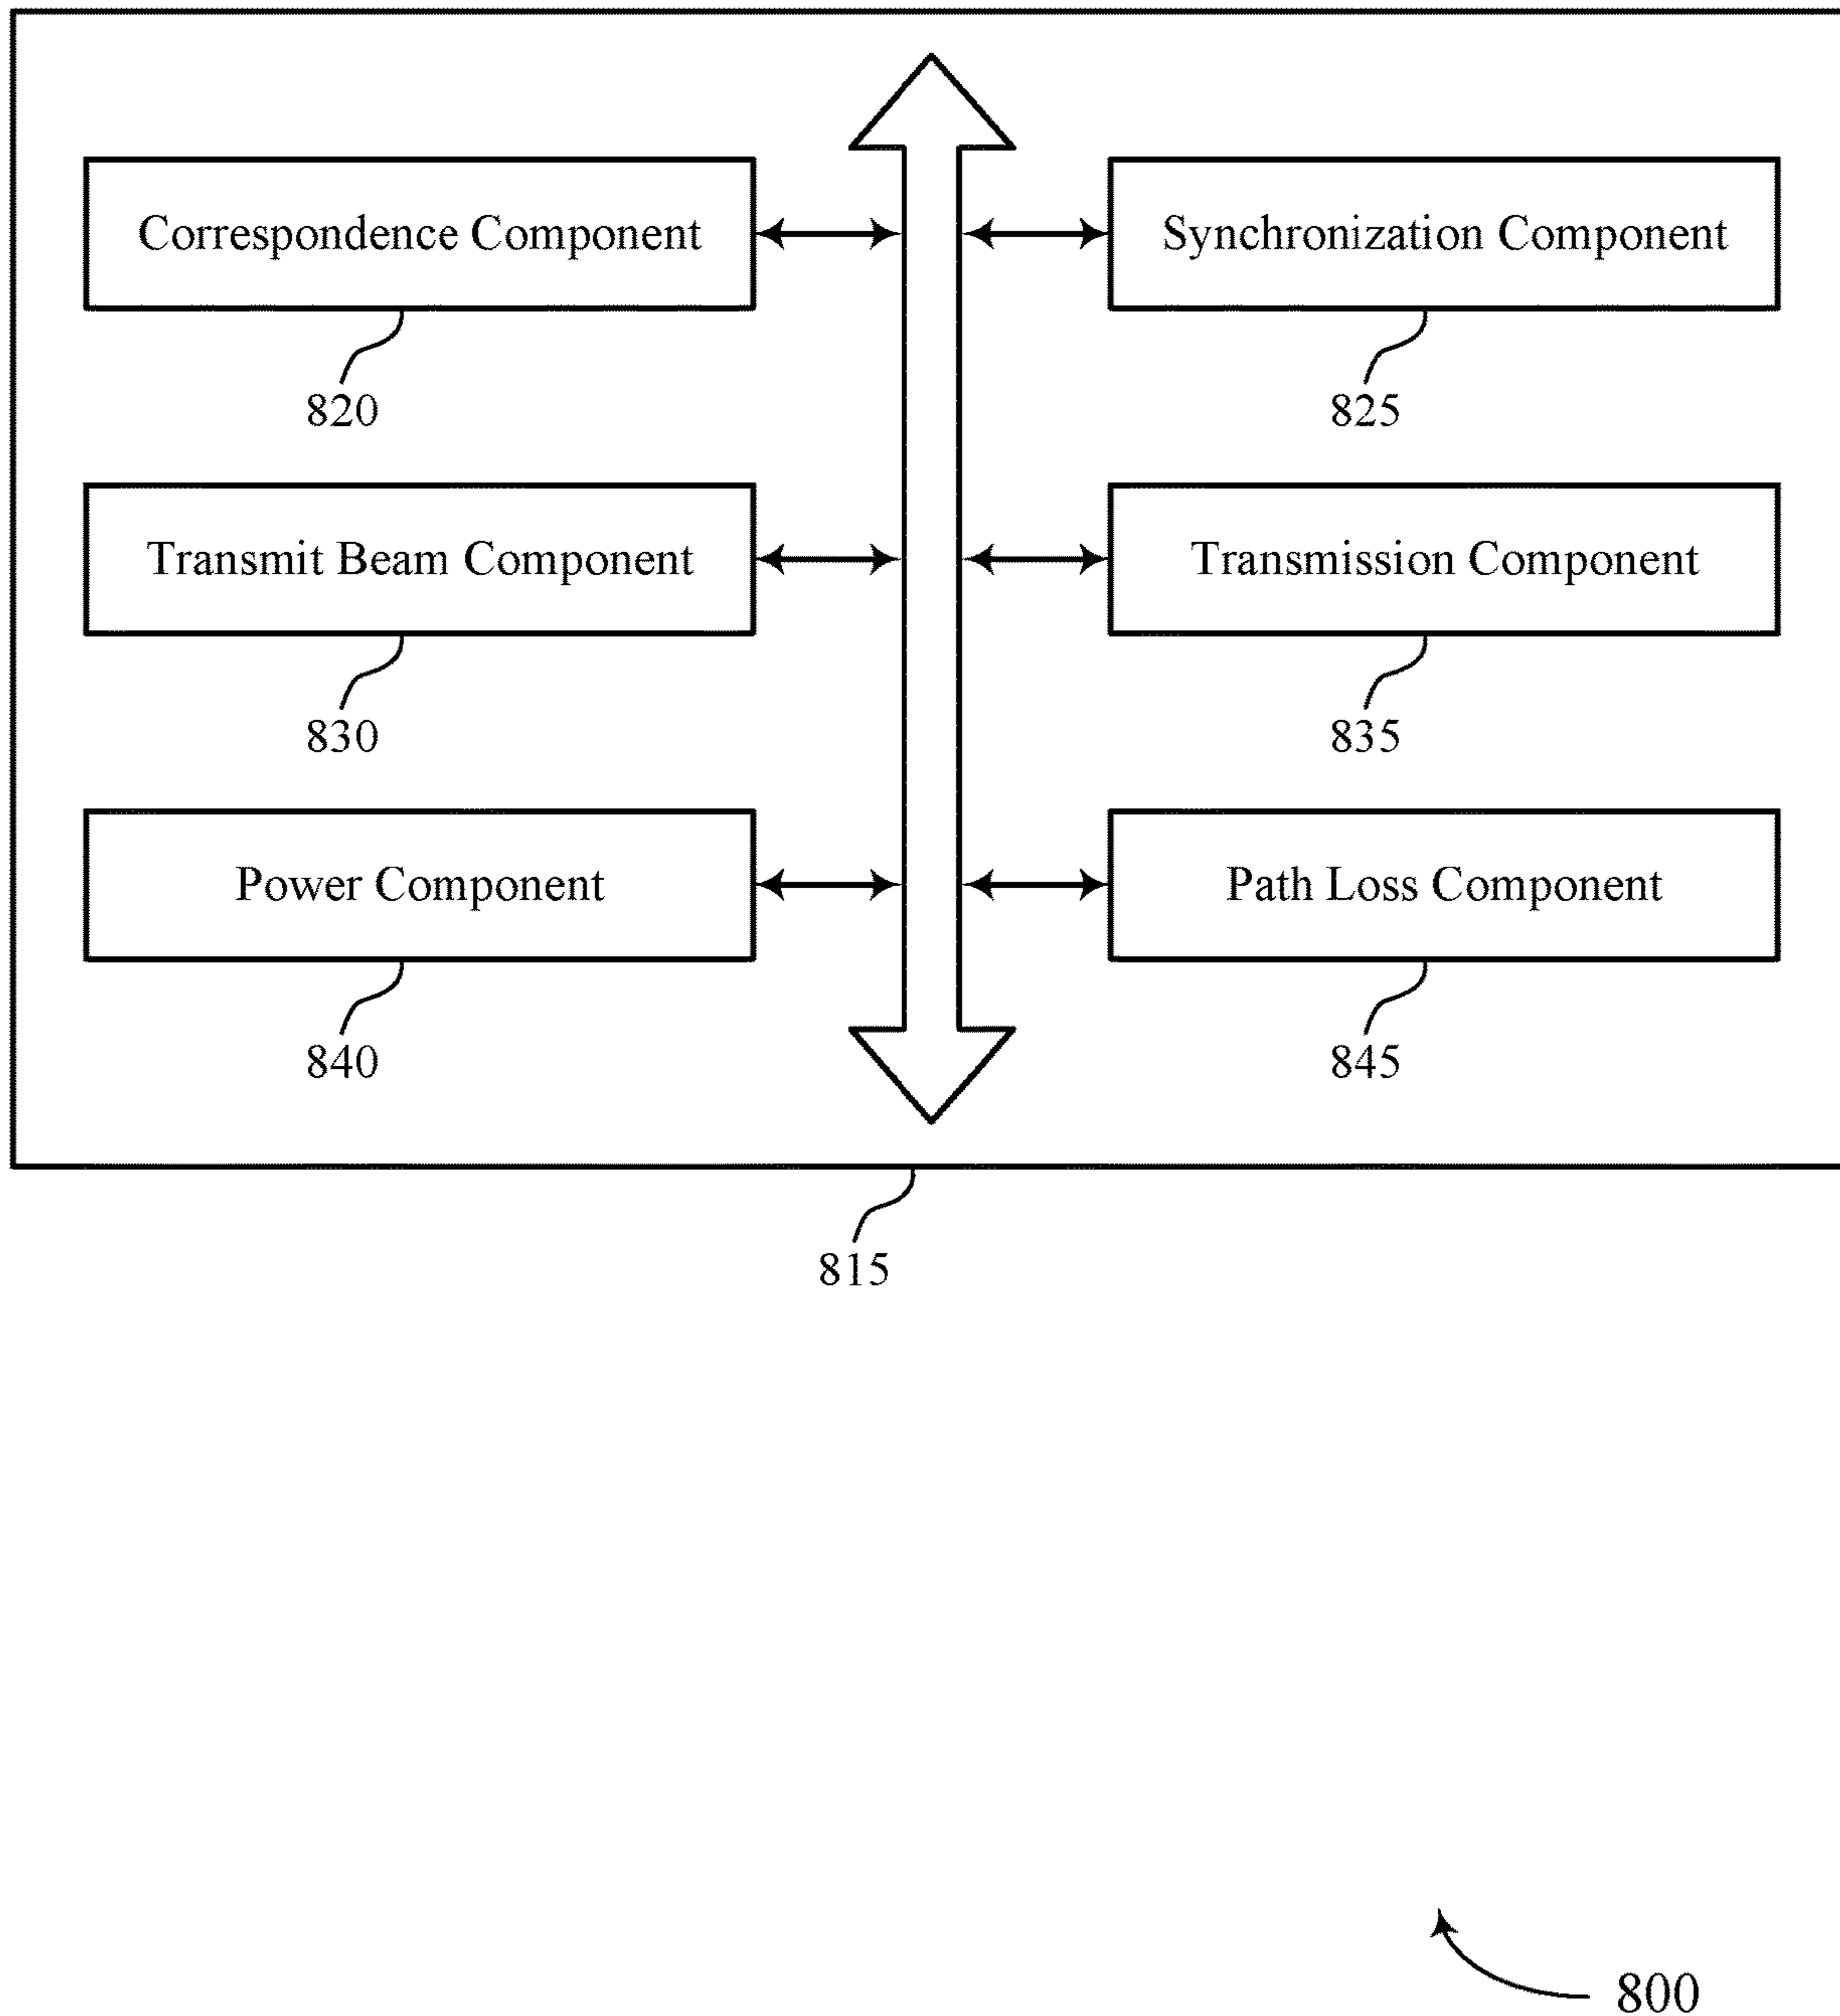 Correspondence Component
Synchronization Component
820
825
Transmit Beam Component
Transmission Component
830
835
Power Component
Path Loss Component
840
845
815
800